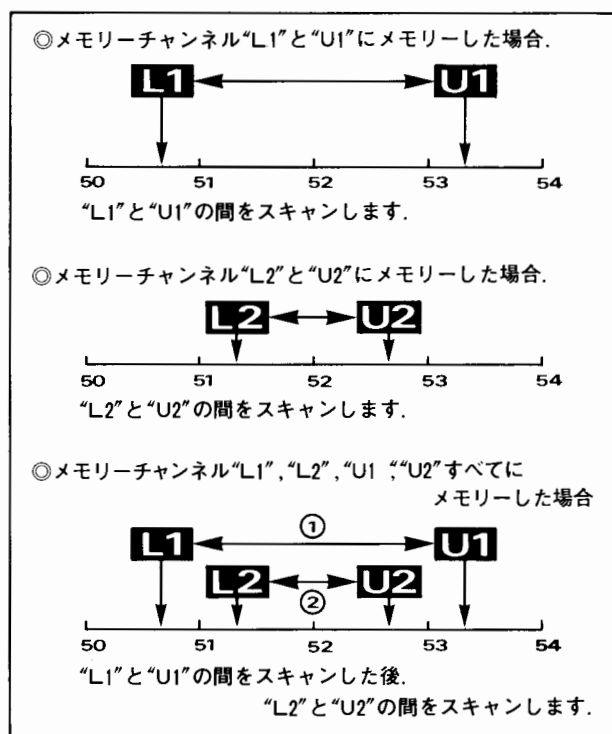 ◎メモリーチャンネル“L1”と“U1”にメモリーした場合.
L1 U1
50 51 52 53 54
“L1”と“U1”の間をスキャンします.
◎メモリーチャンネル“L2”と“U2”にメモリーした場合.
L2 U2
50 51 52 53 54
“L2”と“U2”の間をスキャンします.
◎メモリーチャンネル“L1”,“L2”,“U1”,“U2”すべてに
メモリーした場合
L1 ① U1
L2 ② U2
50 51 52 53 54
“L1”と“U1”の間をスキャンした後.
“L2”と“U2”の間をスキャンします.